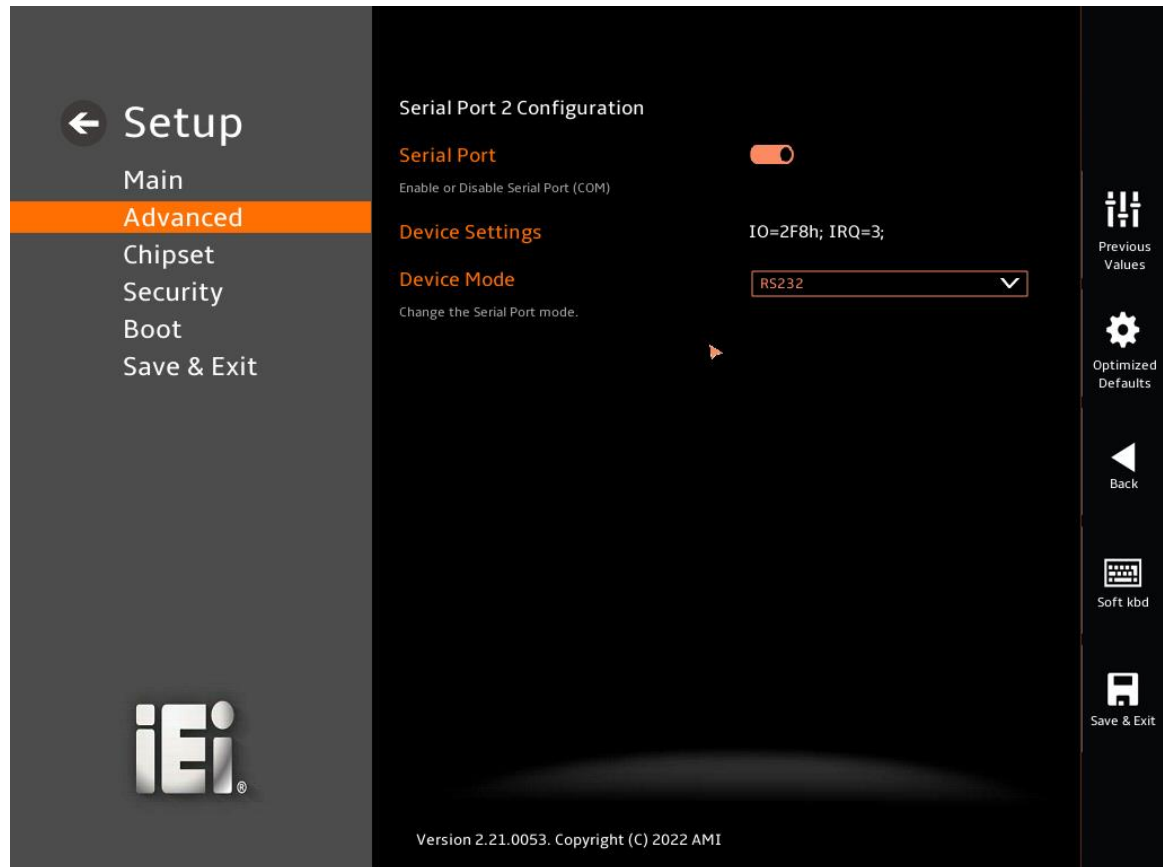 Setup
Main
Advanced
Chipset
Security
Boot
Save & Exit
iEi®
Serial Port 2 Configuration
Serial Port
Enable or Disable Serial Port (COM)
Device Settings IO=2F8h; IRQ=3;
Device Mode RS232
Change the Serial Port mode.
Version 2.21.0053. Copyright (C) 2022 AMI
Previous
Values
Optimized
Defaults
Back
Soft kbd
Save & Exit